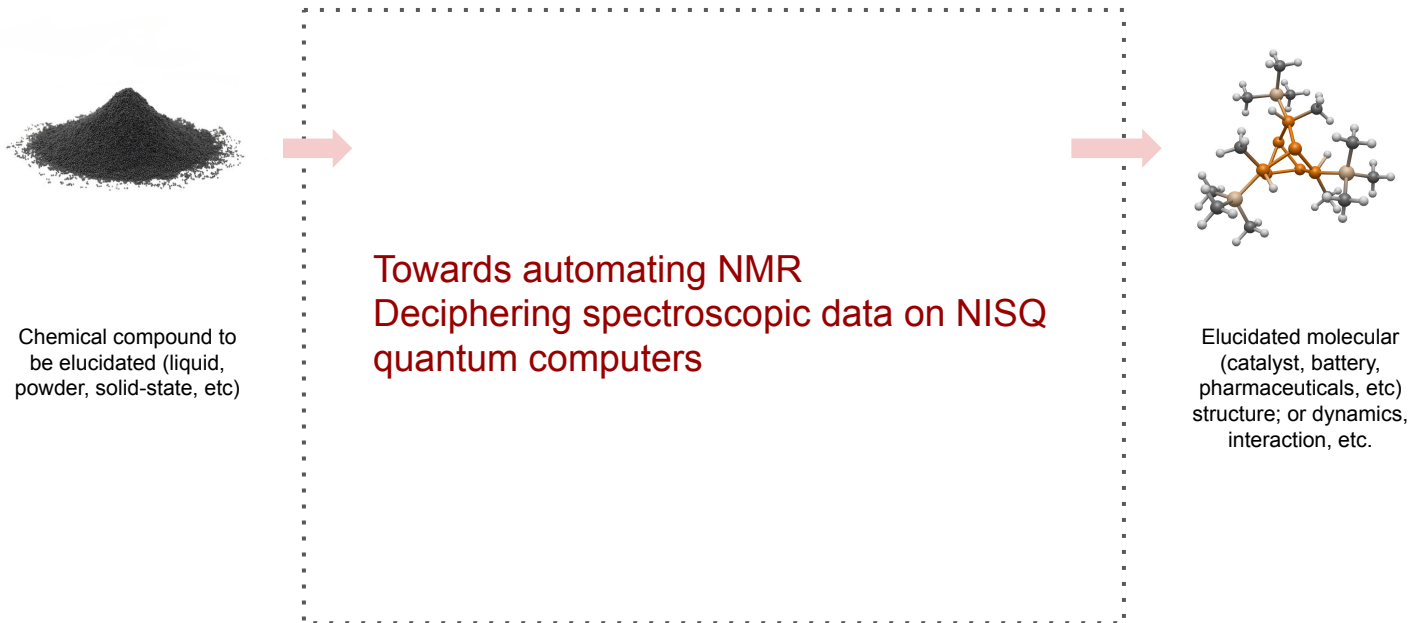 Towards automating NMR
Deciphering spectroscopic data on NISQ
quantum computers
Chemical compound to
be elucidated (liquid,
powder, solid-state, etc)
Elucidated molecular
(catalyst, battery,
pharmaceuticals, etc)
structure; or dynamics,
interaction, etc.